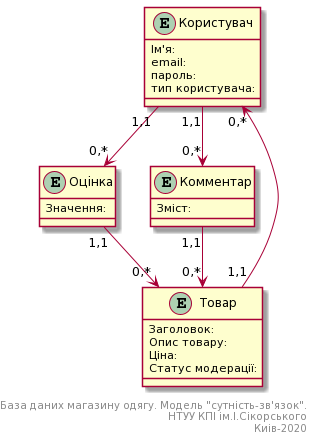 E Користувач
Ім'я:
email:
пароль:
тип користувача:
1,1 1,1 0,*
0,* 0,*
E Оцінка
Значення:
E Комментар
Зміст:
1,1 1,1
0,* 0,* 1,1
E Товар
Заголовок:
Опис товару:
Ціна:
Статус модерації:
База даних магазину одягу. Модель "сутність-зв'язок".
НТУУ КПІ ім.І.Сікорського
Київ-2020